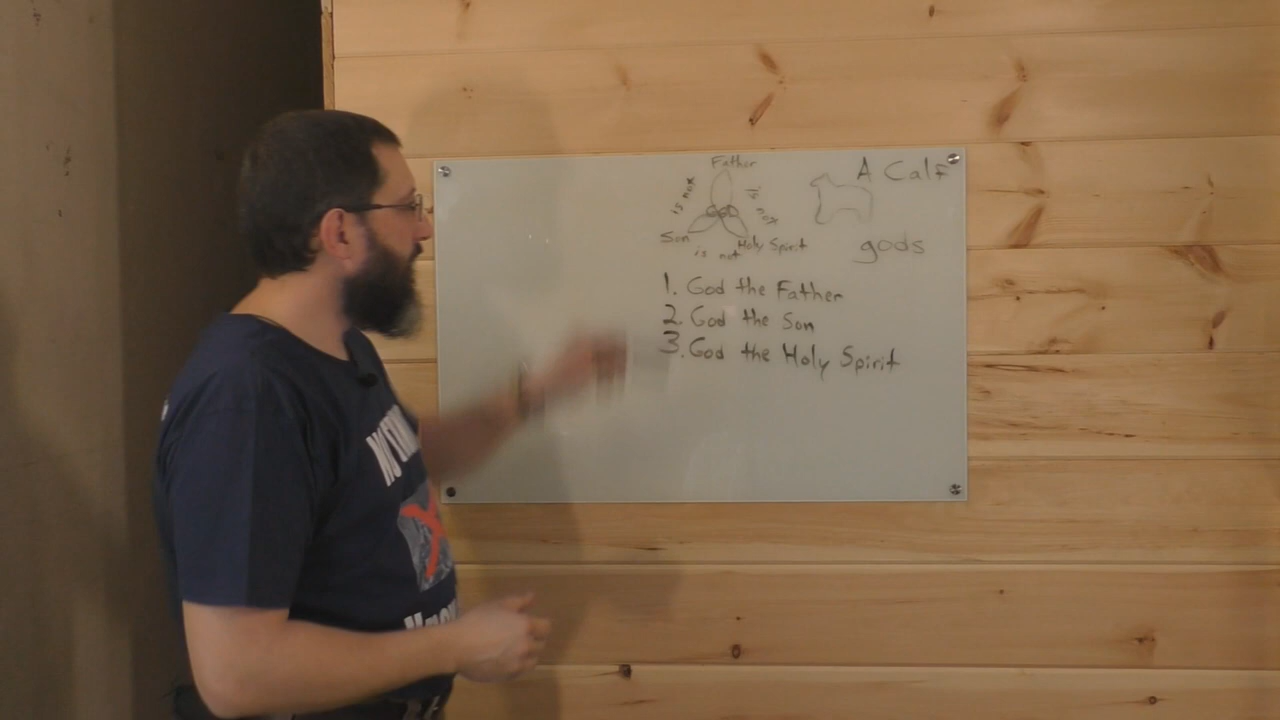 Father
is not
is not
God
Son
Holy Spirit
is not
A Calf
gods
1. God the Father
2. God the Son
3. God the Holy Spirit